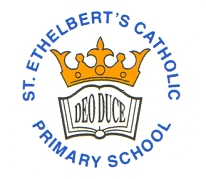 ST. ETHELBERT'S CATHOLIC
DEO DUCE
PRIMARY SCHOOL